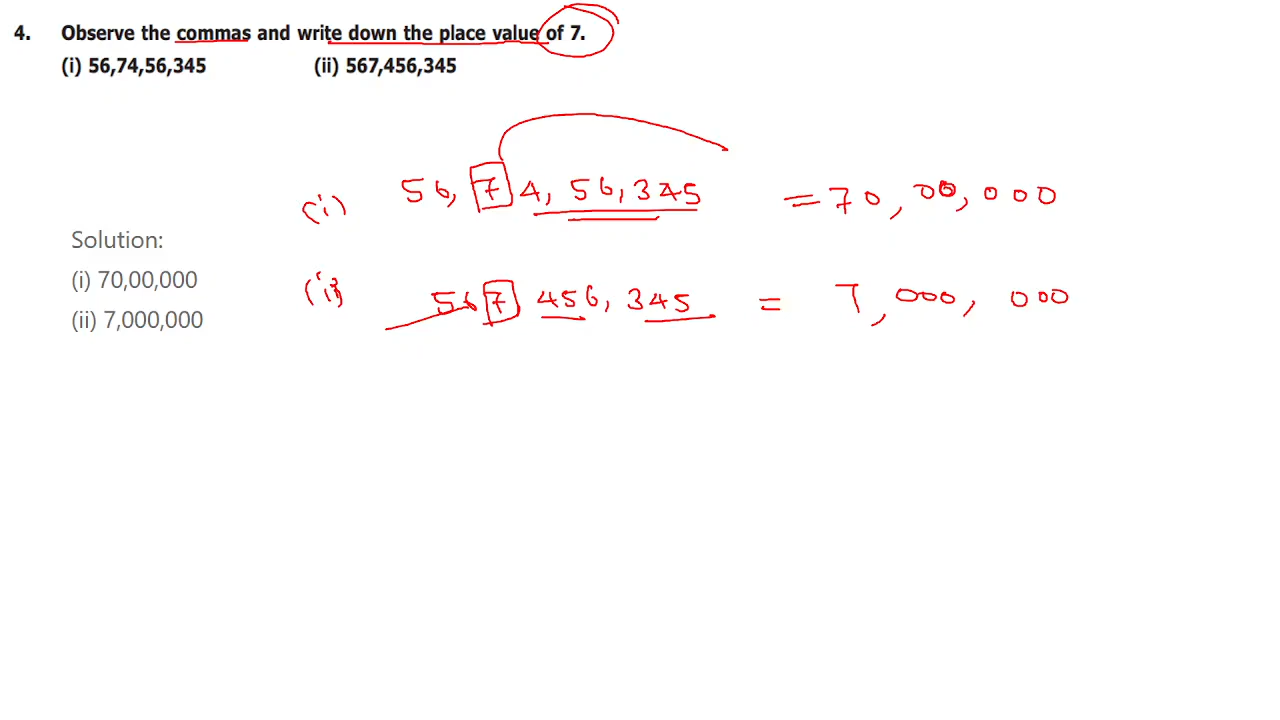 4. Observe the commas and write down the place value of 7.
(i) 56,74,56,345 (ii) 567,456,345
(i) 56,74,56,345 = 70,00,000
Solution:
(i) 70,00,000
(ii) 567 456,345 = 7,000,000
(ii) 7,000,000